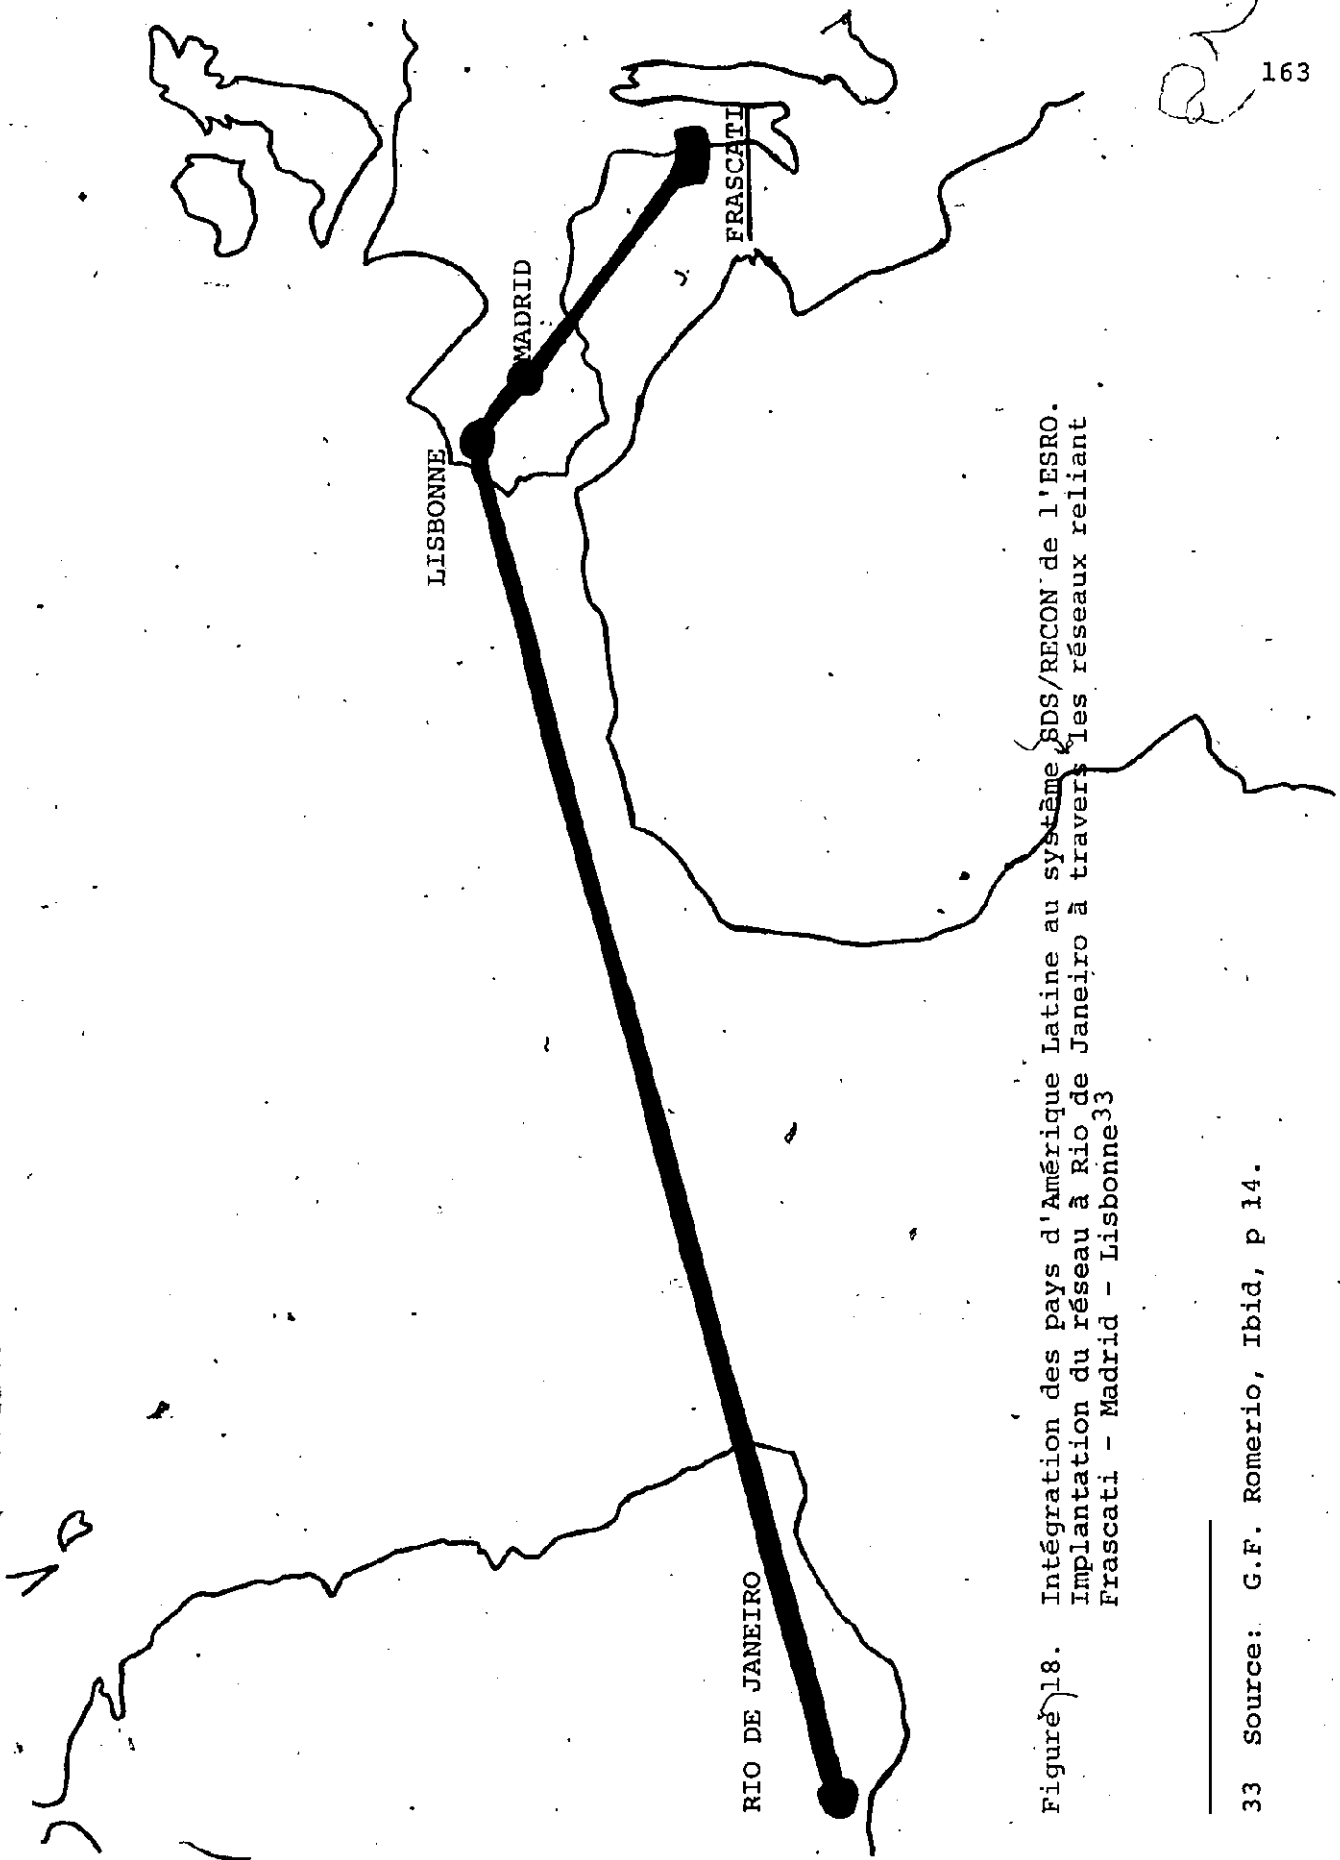 163
FRASCATI
MADRID
LISBONNE
RIO DE JANEIRO
Figure 18. Intégration des pays d'Amérique Latine au système SDS/RECON de l'ESRO.
Implantation du réseau à Rio de Janeiro à travers les réseaux reliant
Frascati - Madrid - Lisbonne33
33 Source: G.F. Romerio, Ibid, p 14.